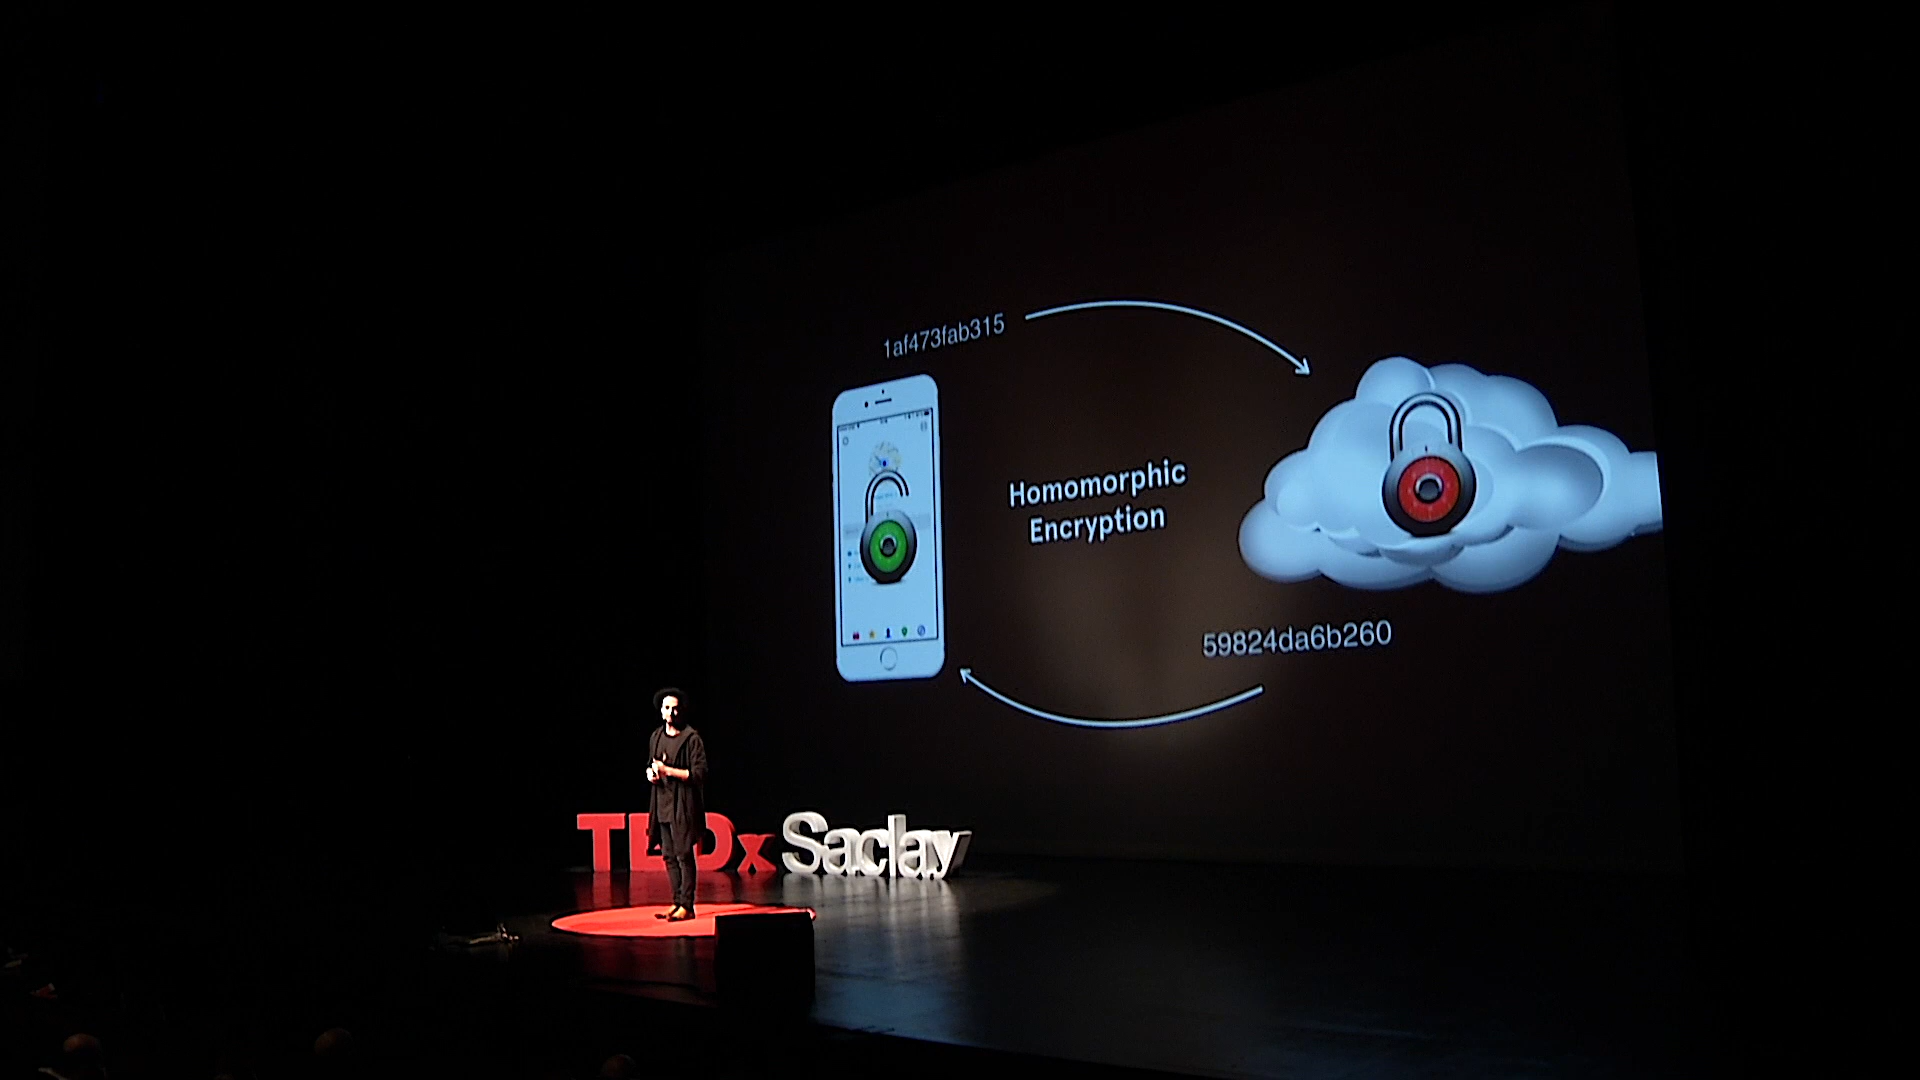 1af473fab315
Homomorphic
Encryption
59824da6b260
TEDx Saclay